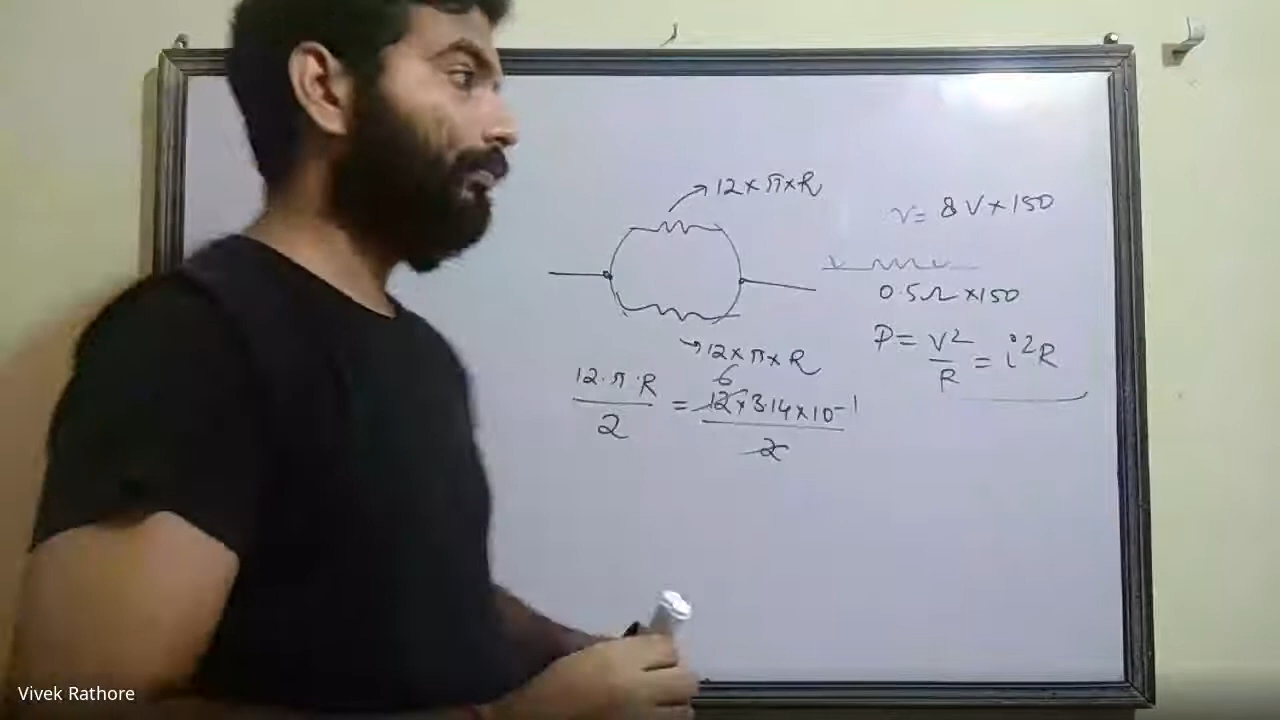 12×π×R
12×π×R
12·π·R
2
=
6
12×3.14×10⁻¹
2
V= 8V×150
0.5Ω×150
P= V²
R
= i²R
Vivek Rathore